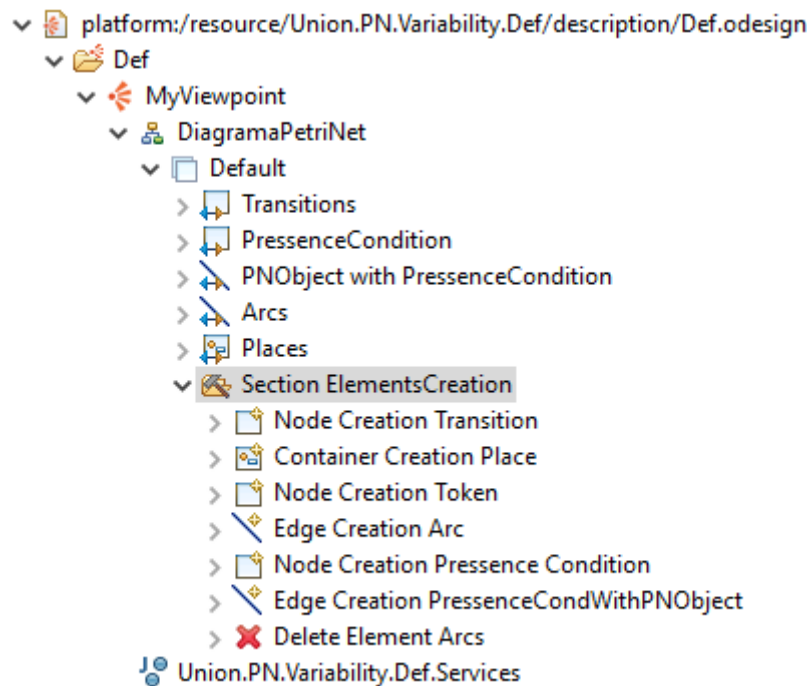 platform:/resource/Union.PN.Variability.Def/description/Def.odesign
Def
MyViewpoint
DiagramaPetriNet
Default
Transitions
PressenceCondition
PNObject with PressenceCondition
Arcs
Places
Section ElementsCreation
Node Creation Transition
Container Creation Place
Node Creation Token
Edge Creation Arc
Node Creation Pressence Condition
Edge Creation PressenceCondWithPNObject
Delete Element Arcs
Union.PN.Variability.Def.Services